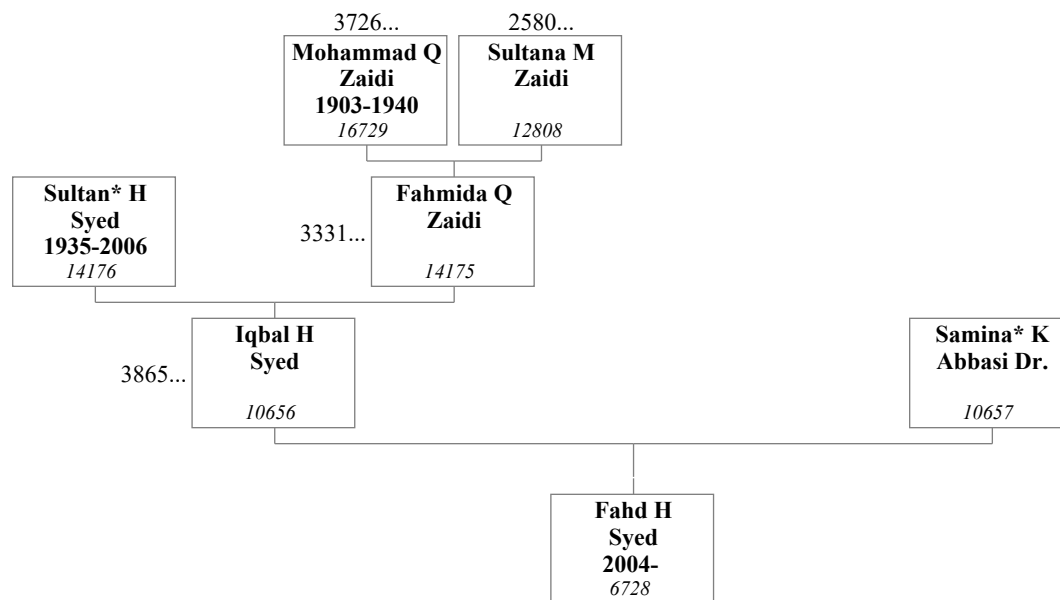 3726...
2580...
Mohammad Q
Zaidi
1903-1940
16729
Sultana M
Zaidi
12808
Sultan* H
Syed
1935-2006
14176
3331...
Fahmida Q
Zaidi
14175
3865...
Iqbal H
Syed
10656
Samina* K
Abbasi Dr.
10657
Fahd H
Syed
2004-
6728